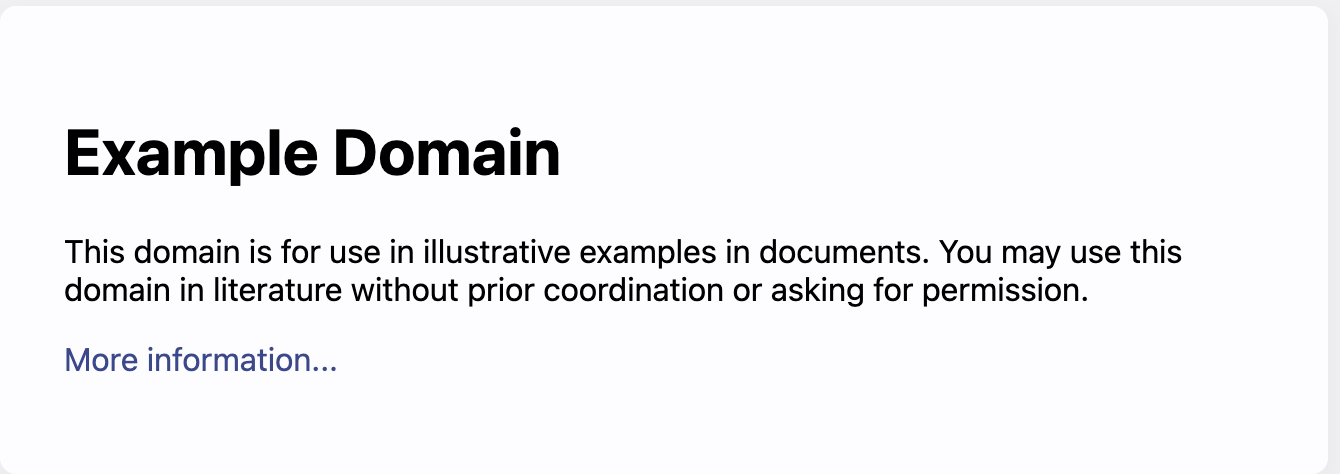 Example Domain
This domain is for use in illustrative examples in documents. You may use this
domain in literature without prior coordination or asking for permission.
More information...